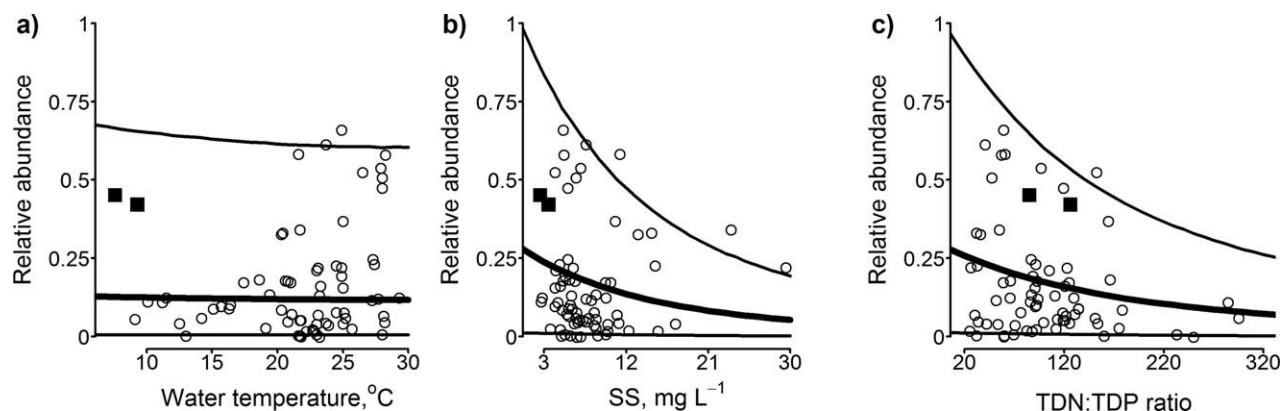 a)
Relative abundance
1
0.75
0.5
0.25
0
10 15 20 25 30
Water temperature,°C
b)
Relative abundance
1
0.75
0.5
0.25
0
3 12 21 30
SS, mg L⁻¹
c)
Relative abundance
1
0.75
0.5
0.25
0
20 120 220 320
TDN:TDP ratio